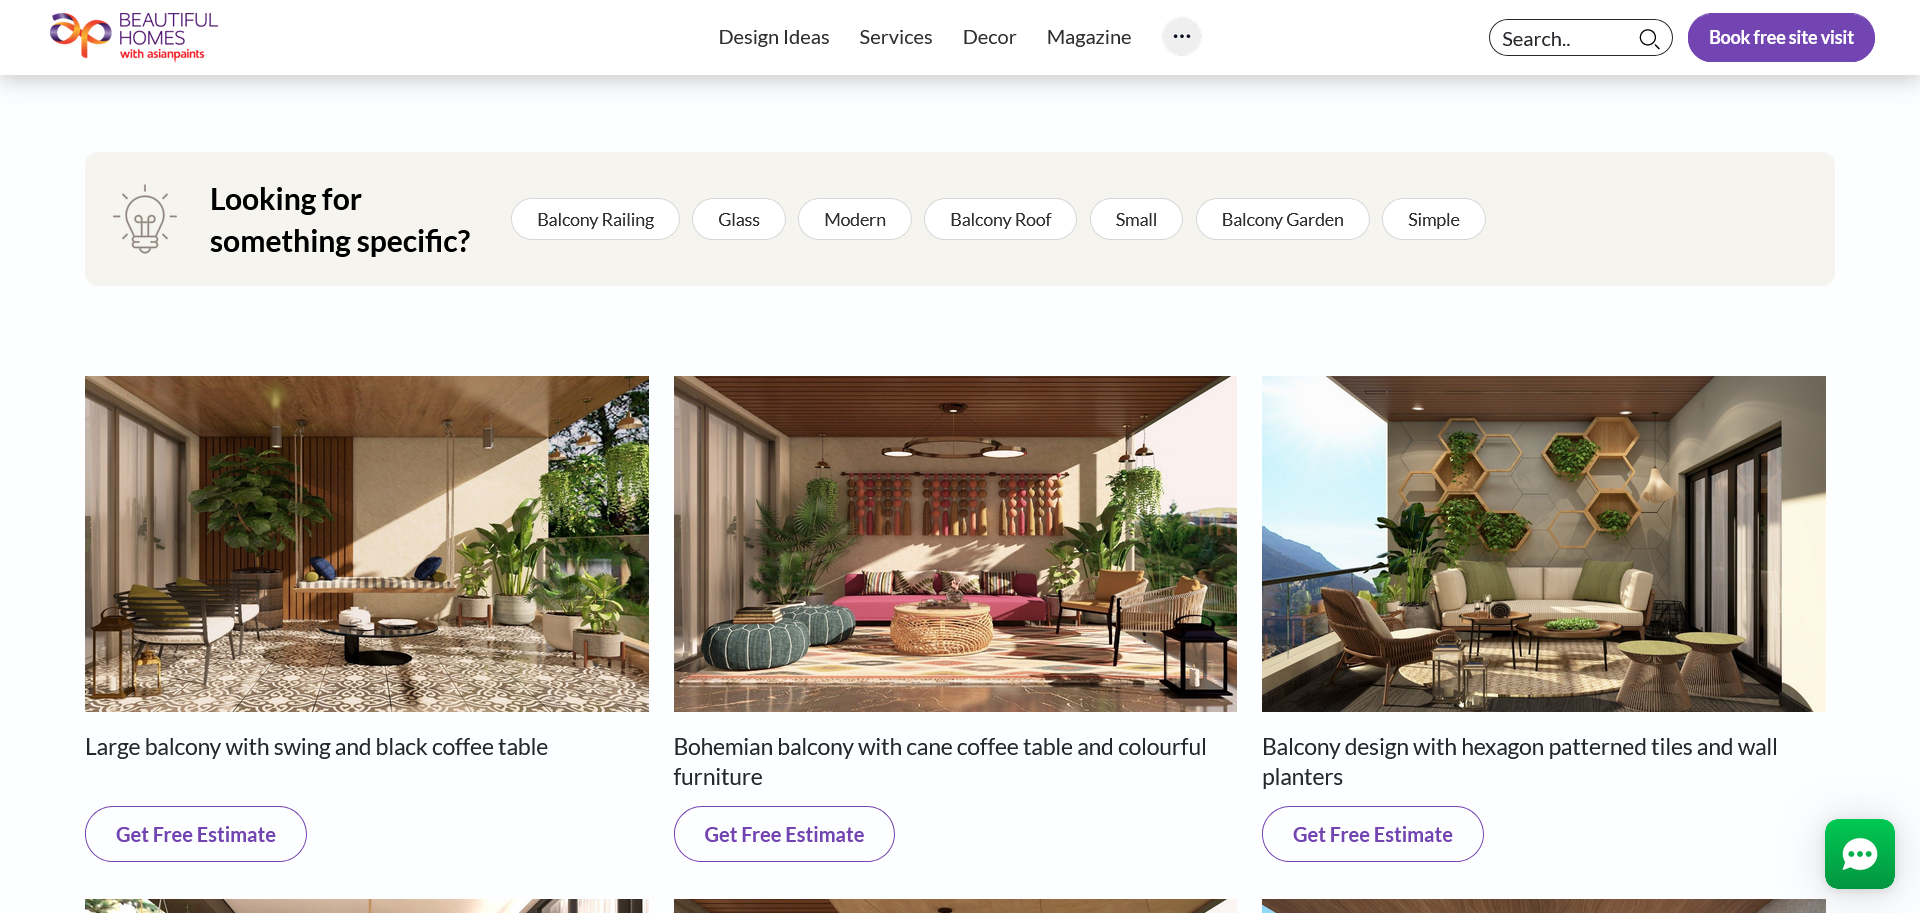 BEAUTIFUL
HOMES
with asianpaints
Design Ideas
Services
Decor
Magazine
Search..
Book free site visit
Looking for
something specific?
Balcony Railing
Glass
Modern
Balcony Roof
Small
Balcony Garden
Simple
Large balcony with swing and black coffee table
Bohemian balcony with cane coffee table and colourful
furniture
Balcony design with hexagon patterned tiles and wall
planters
Get Free Estimate
Get Free Estimate
Get Free Estimate